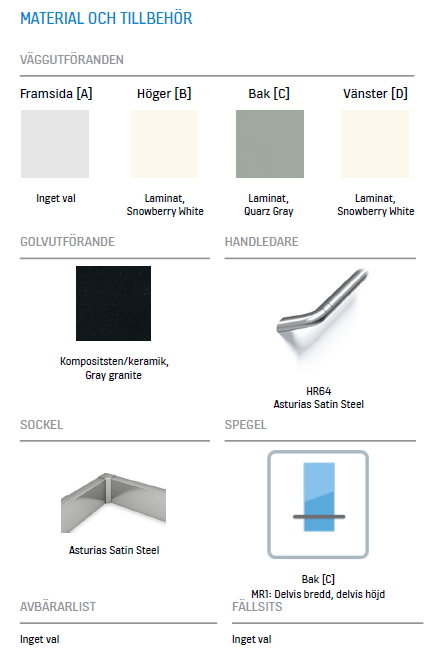 MATERIAL OCH TILLBEHÖR
VÄGGUTFÖRANDEN
Framsida [A]
Höger [B]
Bak [C]
Vänster [D]
Inget val
Laminat,
Snowberry White
Laminat,
Quarz Gray
Laminat,
Snowberry White
GOLVUTFÖRANDE
HANDLEDARE
Kompositsten/keramik,
Gray granite
HR64
Asturias Satin Steel
SOCKEL
SPEGEL
Asturias Satin Steel
Bak [C]
MR1: Delvis bredd, delvis höjd
AVBÄRARLIST
FÄLLSITS
Inget val
Inget val